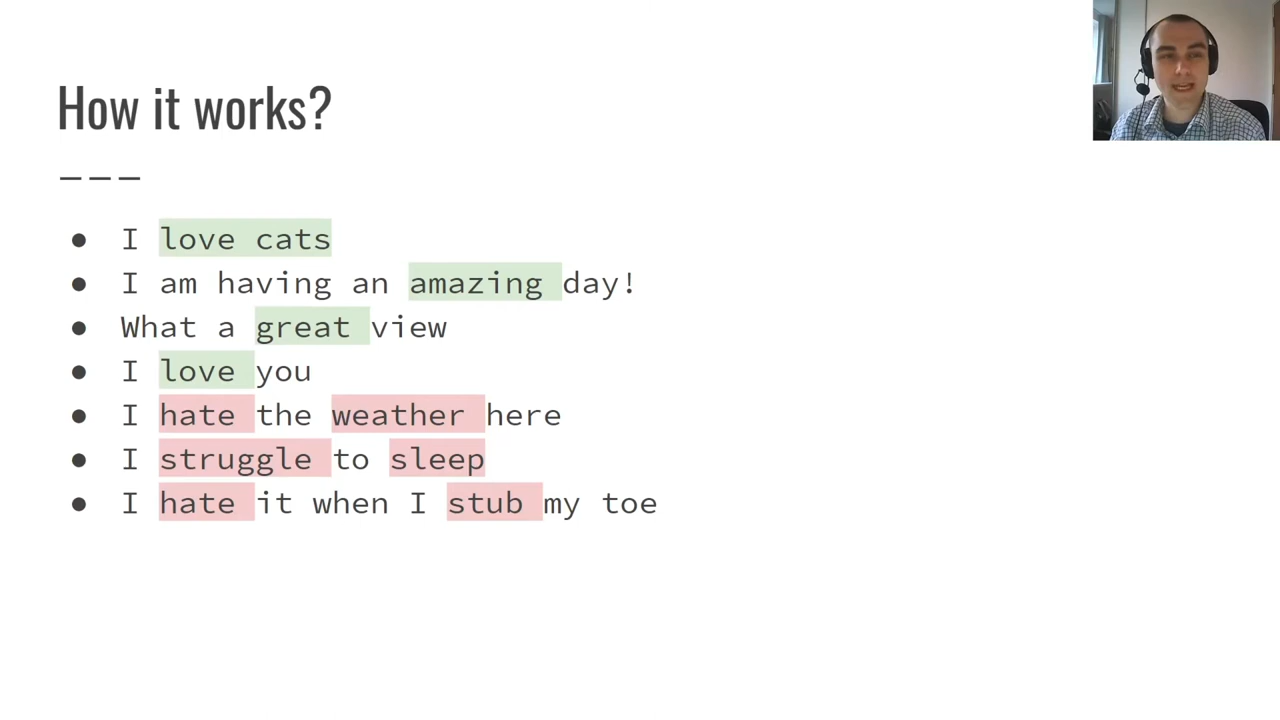 How it works?
● I love cats
● I am having an amazing day!
● What a great view
● I love you
● I hate the weather here
● I struggle to sleep
● I hate it when I stub my toe